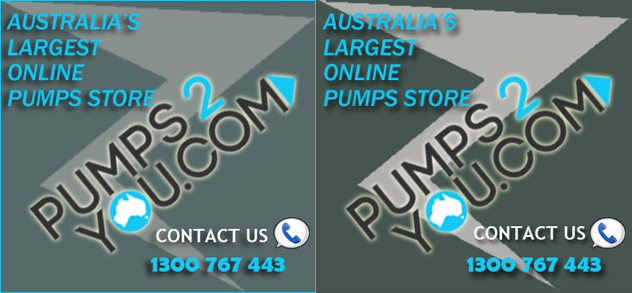 AUSTRALIA'S
LARGEST
ONLINE
PUMPS STORE
PUMPS 2
YOU.COM
CONTACT US
1300 767 443
AUSTRALIA'S
LARGEST
ONLINE
PUMPS STORE
PUMPS 2
YOU.COM
CONTACT US
1300 767 443